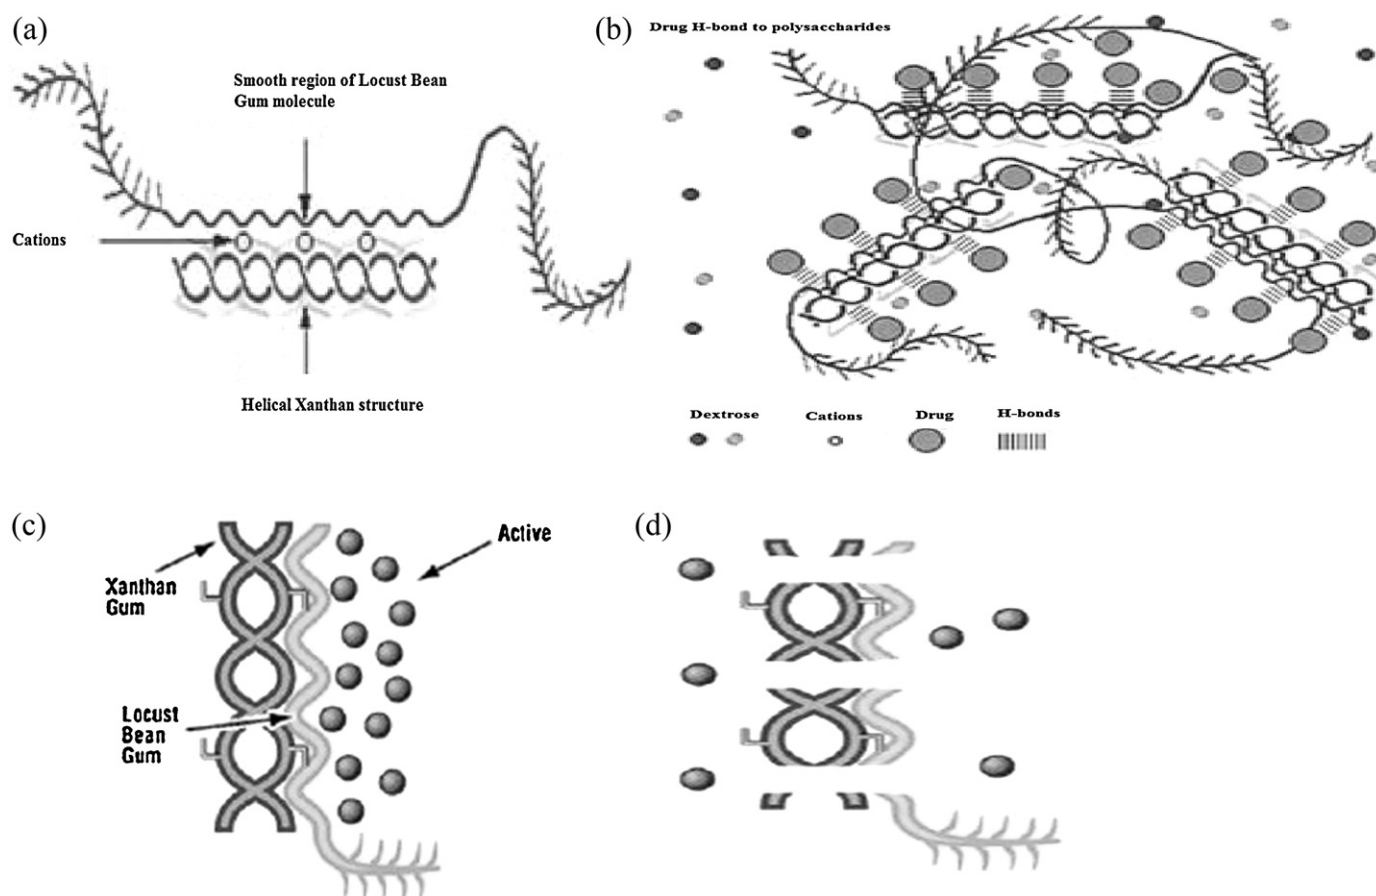 (a)
Smooth region of Locust Bean
Gum molecule
Cations
Helical Xanthan structure
(b)
Drug H-bond to polysaccharides
Dextrose
Cations
Drug
H-bonds
(c)
Xanthan
Gum
Active
Locust
Bean
Gum
(d)